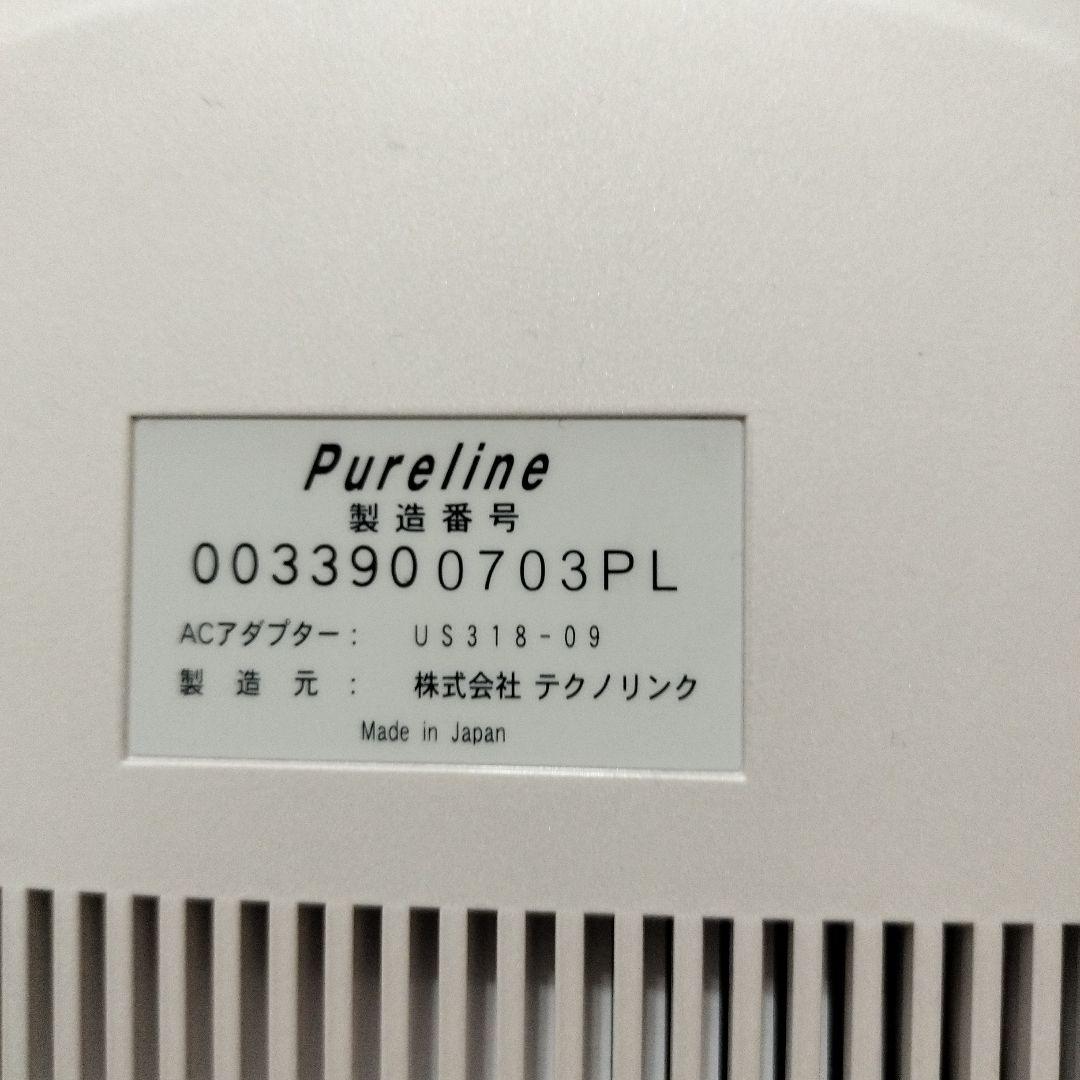 Pureline
製造番号
0033900703PL
ACアダプター: US318-09
製造元: 株式会社 テクノリンク
Made in Japan